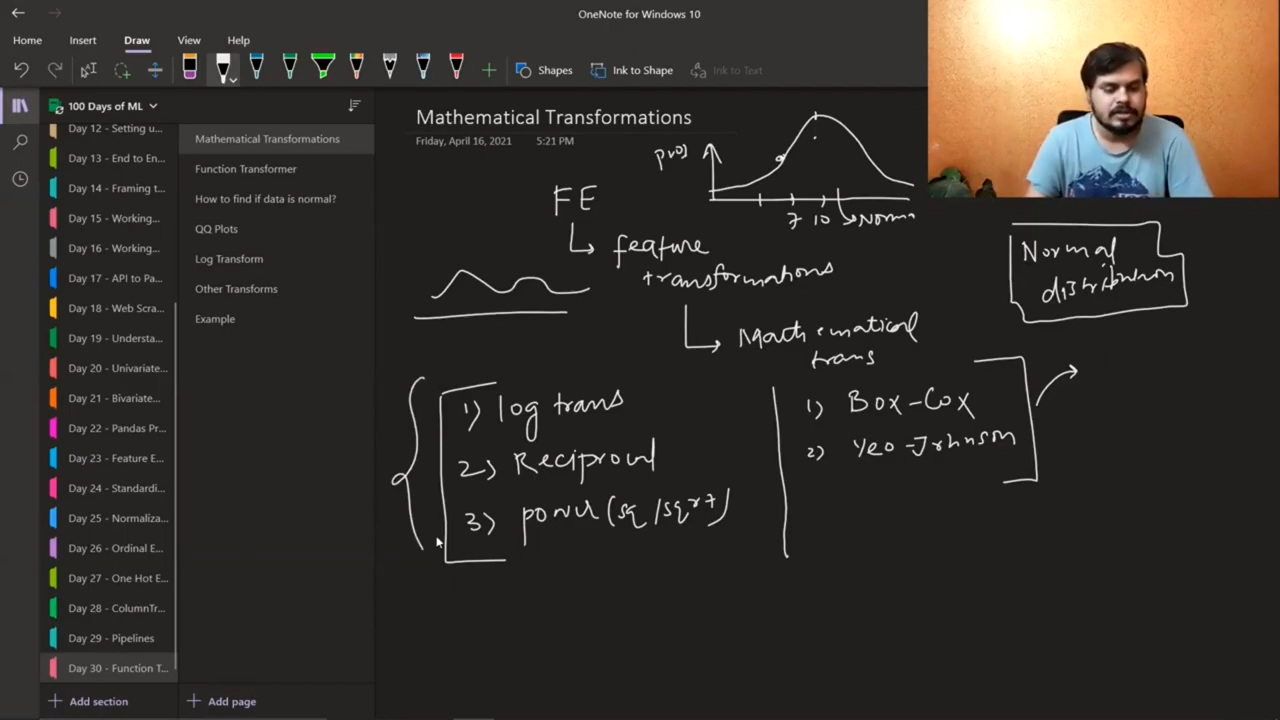 OneNote for Windows 10
Home
Insert
Draw
View
Help
Shapes
Ink to Shape
Ink to Text
100 Days of ML
Day 12 - Setting u...
Day 13 - End to En...
Day 14 - Framing t...
Day 15 - Working...
Day 16 - Working...
Day 17 - API to Pa...
Day 18 - Web Scra...
Day 19 - Understa...
Day 20 - Univariate...
Day 21 - Bivariate...
Day 22 - Pandas Pr...
Day 23 - Feature E...
Day 24 - Standardi...
Day 25 - Normaliza...
Day 26 - Ordinal E...
Day 27 - One Hot E...
Day 28 - ColumnTr...
Day 29 - Pipelines
Day 30 - Function T...
Add section
Mathematical Transformations
Function Transformer
How to find if data is normal?
QQ Plots
Log Transform
Other Transforms
Example
Add page
Mathematical Transformations
Friday, April 16, 2021 5:21 PM
7 10
Norma
FE
feature
transformations
Mathematical
trans
Normal
distribution
1) log trans
2) Reciprocal
3) power (sq/sqrt)
1) Box-Cox
2) Yeo-Johnson